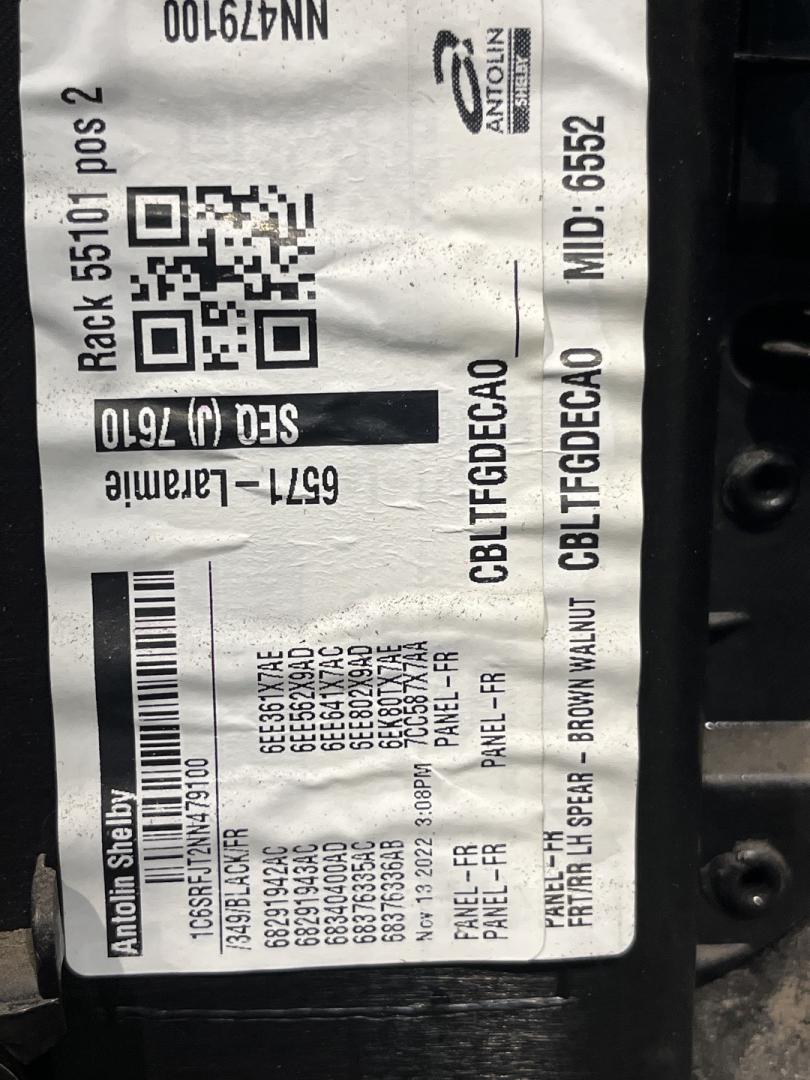 Antolin Shelby
1C6SRFJT2NN479100
/349/BLACK/FR
68291942AC 6EE361X7AE
68291943AC 6EE562X9AD
68340400AD 6EE641X7AC
68376335AC 6EE802X9AD
68376336AB 6EK80TX7AE
Nov 13 2022 3:08PM 7CC587X7AA
PANEL-FR PANEL-FR
PANEL-FR PANEL-FR
CBLTFGDECA0
6571 - Laramie
SEQ (J) 7610
Rack 55101 pos 2
NN479100
ANTOLIN
SHELBY
PANEL-FR
FRT/RR LH SPEAR - BROWN WALNUT CBLTFGDECA0 MID: 6552